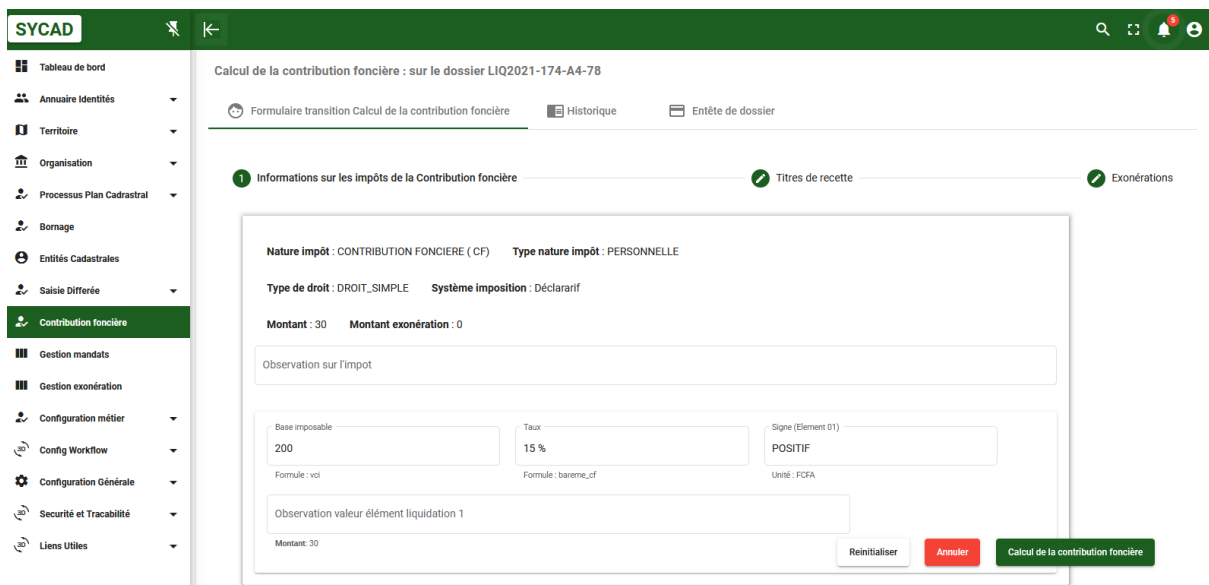 SYCAD
5
Tableau de bord
Annuaire Identités
Territoire
Organisation
Processus Plan Cadrastral
Bornage
Entités Cadastrales
Saisie Differée
Contribution foncière
Gestion mandats
Gestion exonération
Configuration métier
Config Workflow
Configuration Générale
Securité et Tracabilité
Liens Utiles
Calcul de la contribution foncière : sur le dossier LIQ2021-174-A4-78
Formulaire transition Calcul de la contribution foncière Historique Entête de dossier
1 Informations sur les impôts de la Contribution foncière Titres de recette Exonérations
Nature impôt : CONTRIBUTION FONCIERE ( CF) Type nature impôt : PERSONNELLE
Type de droit : DROIT_SIMPLE Système imposition : Déclararif
Montant : 30 Montant exonération : 0
Observation sur l'impot
Base imposable Taux Signe (Element 01)
200 15 % POSITIF
Formule : vci Formule : bareme_cf Unité : FCFA
Observation valeur élément liquidation 1
Montant: 30
Reinitialiser Annuler Calcul de la contribution foncière